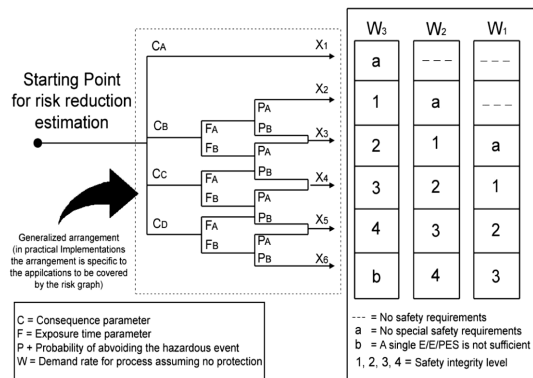 Starting Point
for risk reduction
estimation
Generalized arrangement
(in practical Implementations
the arrangement is specific
to the applcations to be covered
by the risk graph)
CA
X1
X2
PA
CB
FA
PB
X3
FB
PA
PB
CC
FA
PA
X4
FB
PB
CD
FA
PA
X5
PB
FB
PA
PB
X6
W3 W2 W1
a --- ---
1 a ---
2 1 a
3 2 1
4 3 2
b 4 3
C = Consequence parameter
F = Exposure time parameter
P + Probability of aboviding the hazardous event
W = Demand rate for process assuming no protection
--- = No safety requirements
a = No special safety requirements
b = A single E/E/PES is not sufficient
1, 2, 3, 4 = Safety integrity level